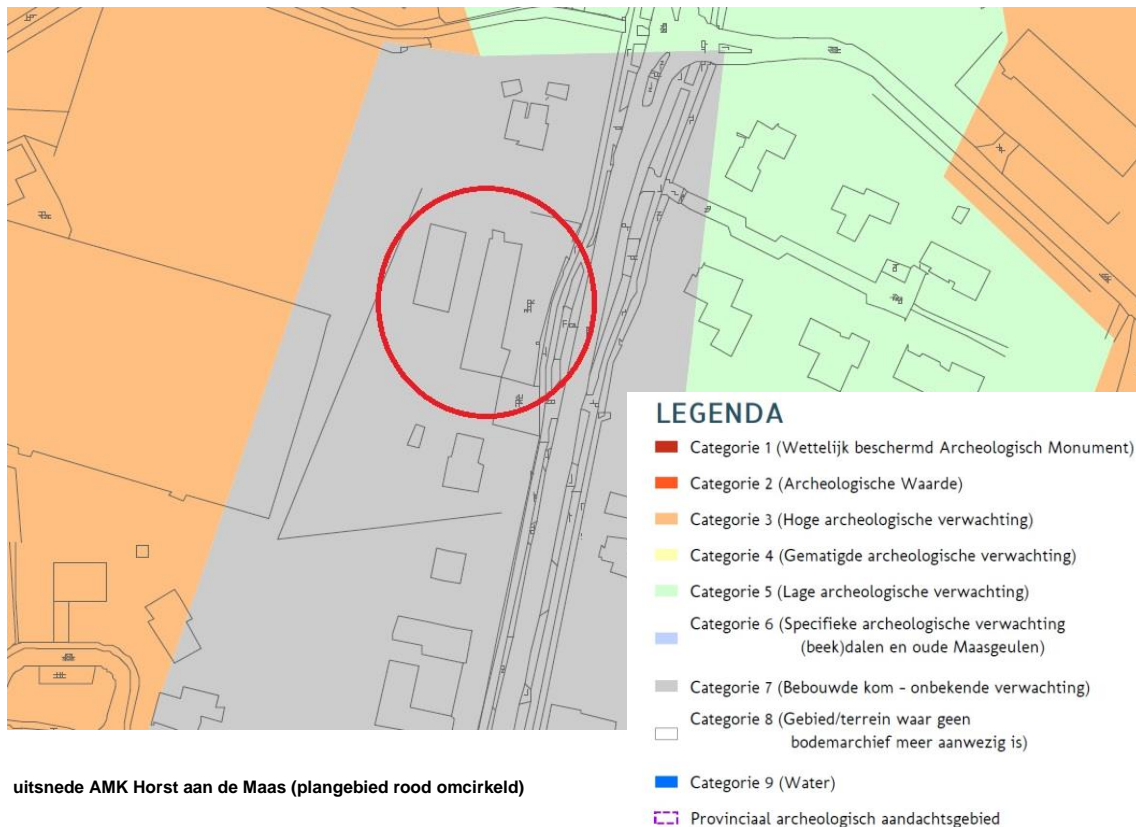 LEGENDA
Categorie 1 (Wettelijk beschermd Archeologisch Monument)
Categorie 2 (Archeologische Waarde)
Categorie 3 (Hoge archeologische verwachting)
Categorie 4 (Gematigde archeologische verwachting)
Categorie 5 (Lage archeologische verwachting)
Categorie 6 (Specifieke archeologische verwachting
(beek)dalen en oude Maasgeulen)
Categorie 7 (Bebouwde kom - onbekende verwachting)
Categorie 8 (Gebied/terrein waar geen
bodemarchief meer aanwezig is)
Categorie 9 (Water)
Provinciaal archeologisch aandachtsgebied
uitsnede AMK Horst aan de Maas (plangebied rood omcirkeld)